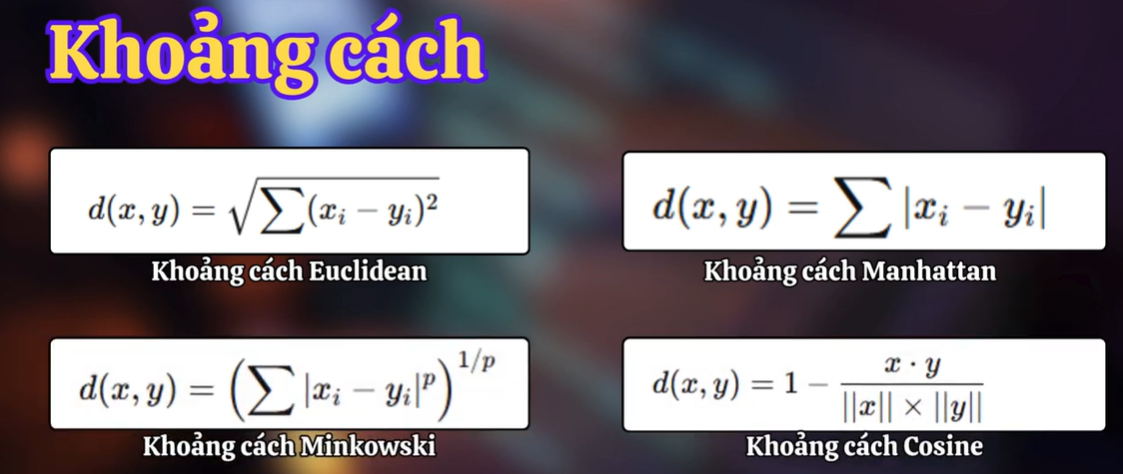 Khoảng cách
d(x, y) = √∑(xᵢ − yᵢ)²
Khoảng cách Euclidean
d(x, y) = ∑ |xᵢ − yᵢ|
Khoảng cách Manhattan
d(x, y) = (∑ |xᵢ − yᵢ|ᵖ)^1/p
Khoảng cách Minkowski
d(x, y) = 1 − x · y / ||x|| × ||y||
Khoảng cách Cosine